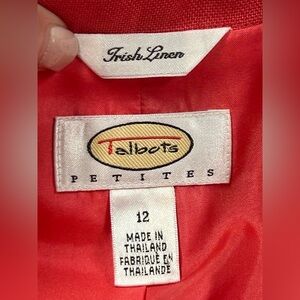 Irish Linen
Talbots
PETITES
12
MADE IN
THAILAND
FABRIQUÉ EN
THAÏLANDE